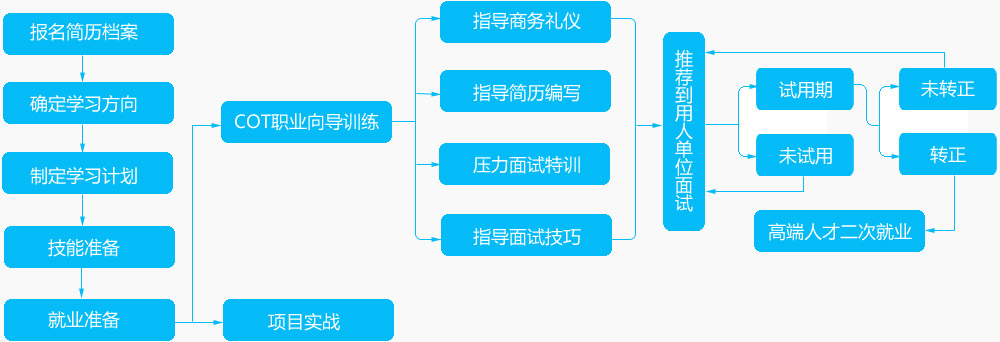 报名简历档案
确定学习方向
制定学习计划
技能准备
就业准备
COT职业向导训练
项目实战
指导商务礼仪
指导简历编写
压力面试特训
指导面试技巧
推荐到用人单位面试
试用期
未试用
未转正
转正
高端人才二次就业